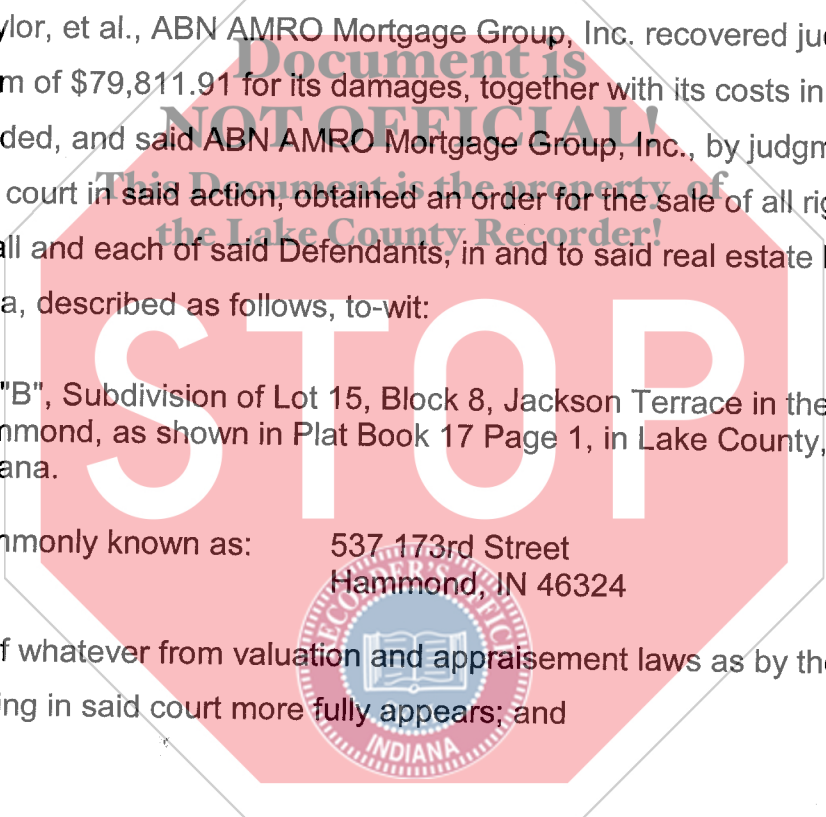 ylor, et al., ABN AMRO Mortgage Group, Inc. recovered ju
Document is
m of $79,811.91 for its damages, together with its costs in
NOT OFFICIAL!
ded, and said ABN AMRO Mortgage Group, Inc., by judgm
This Document is the property of
court in said action, obtained an order for the sale of all rig
the Lake County Recorder!
all and each of said Defendants, in and to said real estate
a, described as follows, to-wit:
STOP
"B", Subdivision of Lot 15, Block 8, Jackson Terrace in the
mmond, as shown in Plat Book 17 Page 1, in Lake County,
ana.
mmonly known as: 537 173rd Street
Hammond, IN 46324
RECORDER'S OFFICE
f whatever from valuation and appraisement laws as by the
ing in said court more fully appears; and
INDIANA